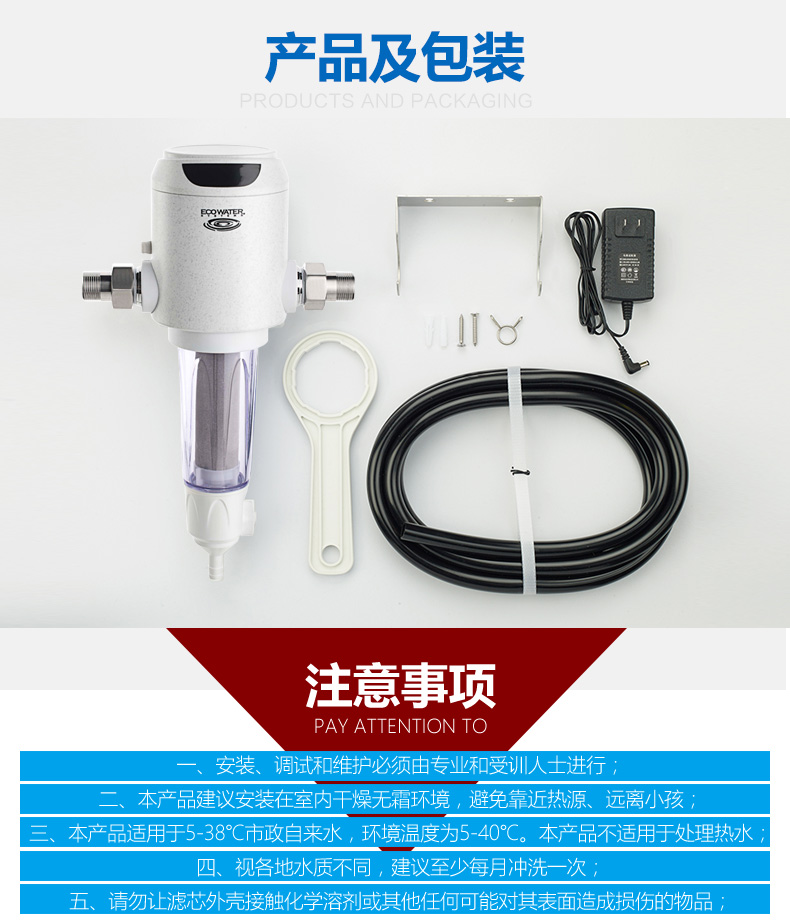 产品及包装
PRODUCTS AND PACKAGING
ECOWATER
SYSTEMS
注意事项
PAY ATTENTION TO
一、安装、调试和维护必须由专业和受训人士进行；
二、本产品建议安装在室内干燥无霜环境，避免靠近热源、远离小孩；
三、本产品适用于5-38℃市政自来水，环境温度为5-40℃。本产品不适用于处理热水；
四、视各地水质不同，建议至少每月冲洗一次；
五、请勿让滤芯外壳接触化学溶剂或其他任何可能对其表面造成损伤的物品；